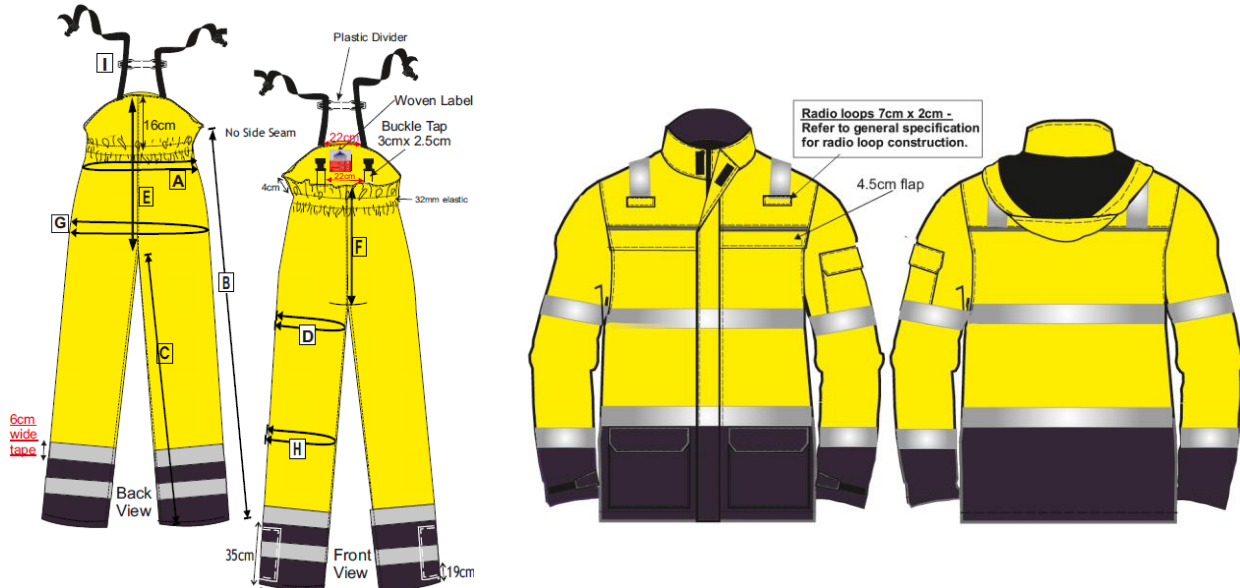 Plastic Divider
I
Woven Label
16cm
No Side Seam
22cm
Buckle Tap
3cmx 2.5cm
A
22cm
4cm
E
32mm elastic
G
F
B
D
C
6cm
wide
tape
H
Back
View
35cm
Front
View
19cm
Radio loops 7cm x 2cm -
Refer to general specification
for radio loop construction.
4.5cm flap